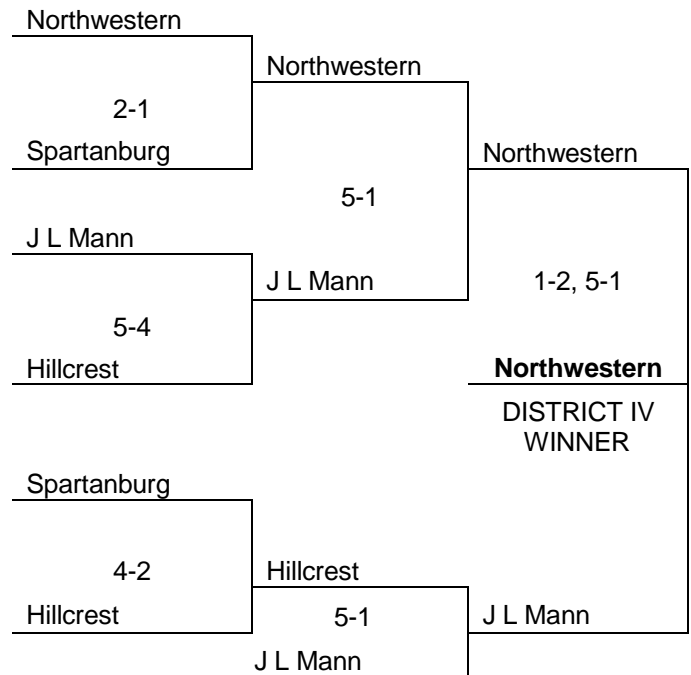 Northwestern
Northwestern
2-1
Spartanburg
Northwestern
5-1
J L Mann
J L Mann
1-2, 5-1
5-4
Hillcrest
Northwestern
DISTRICT IV
WINNER
Spartanburg
4-2
Hillcrest
Hillcrest
5-1
J L Mann
J L Mann